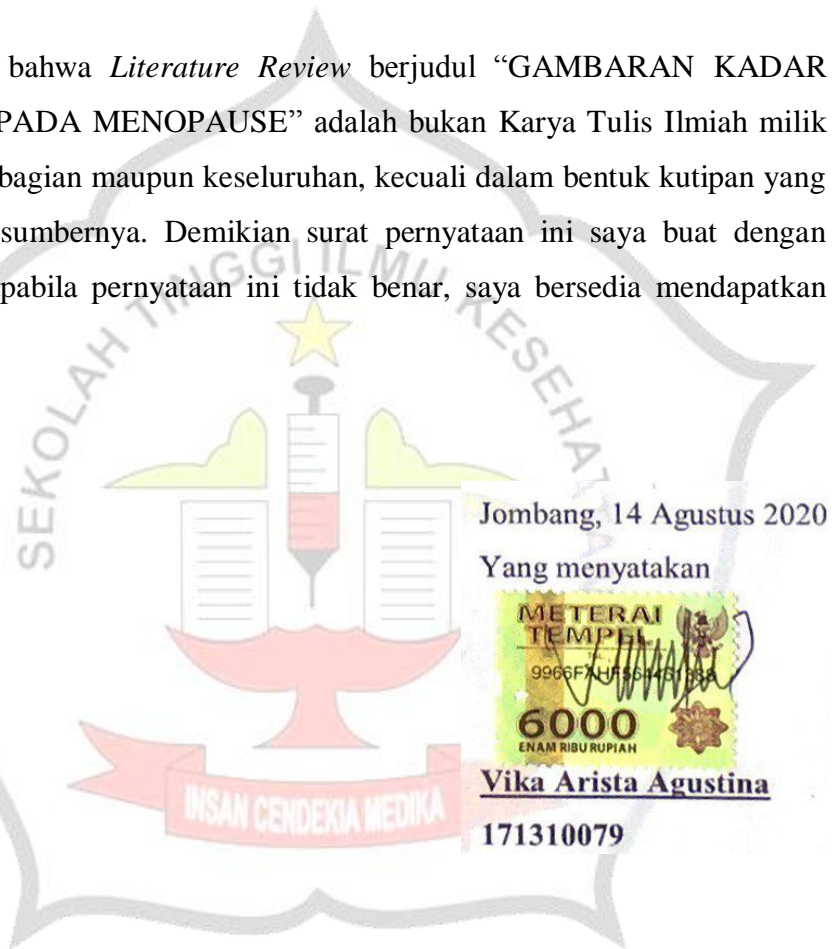 bahwa Literature Review berjudul “GAMBARAN KADAR
PADA MENOPAUSE” adalah bukan Karya Tulis Ilmiah milik
bagian maupun keseluruhan, kecuali dalam bentuk kutipan yang
sumbernya. Demikian surat pernyataan ini saya buat dengan
pabila pernyataan ini tidak benar, saya bersedia mendapatkan
SEKOLAH TINGGI ILMU KESEHATAN
Jombang, 14 Agustus 2020
Yang menyatakan
METERAI
TEMPEL
6000
ENAM RIBU RUPIAH
Vika Arista Agustina
171310079
INSAN CENDEKIA MEDIKA